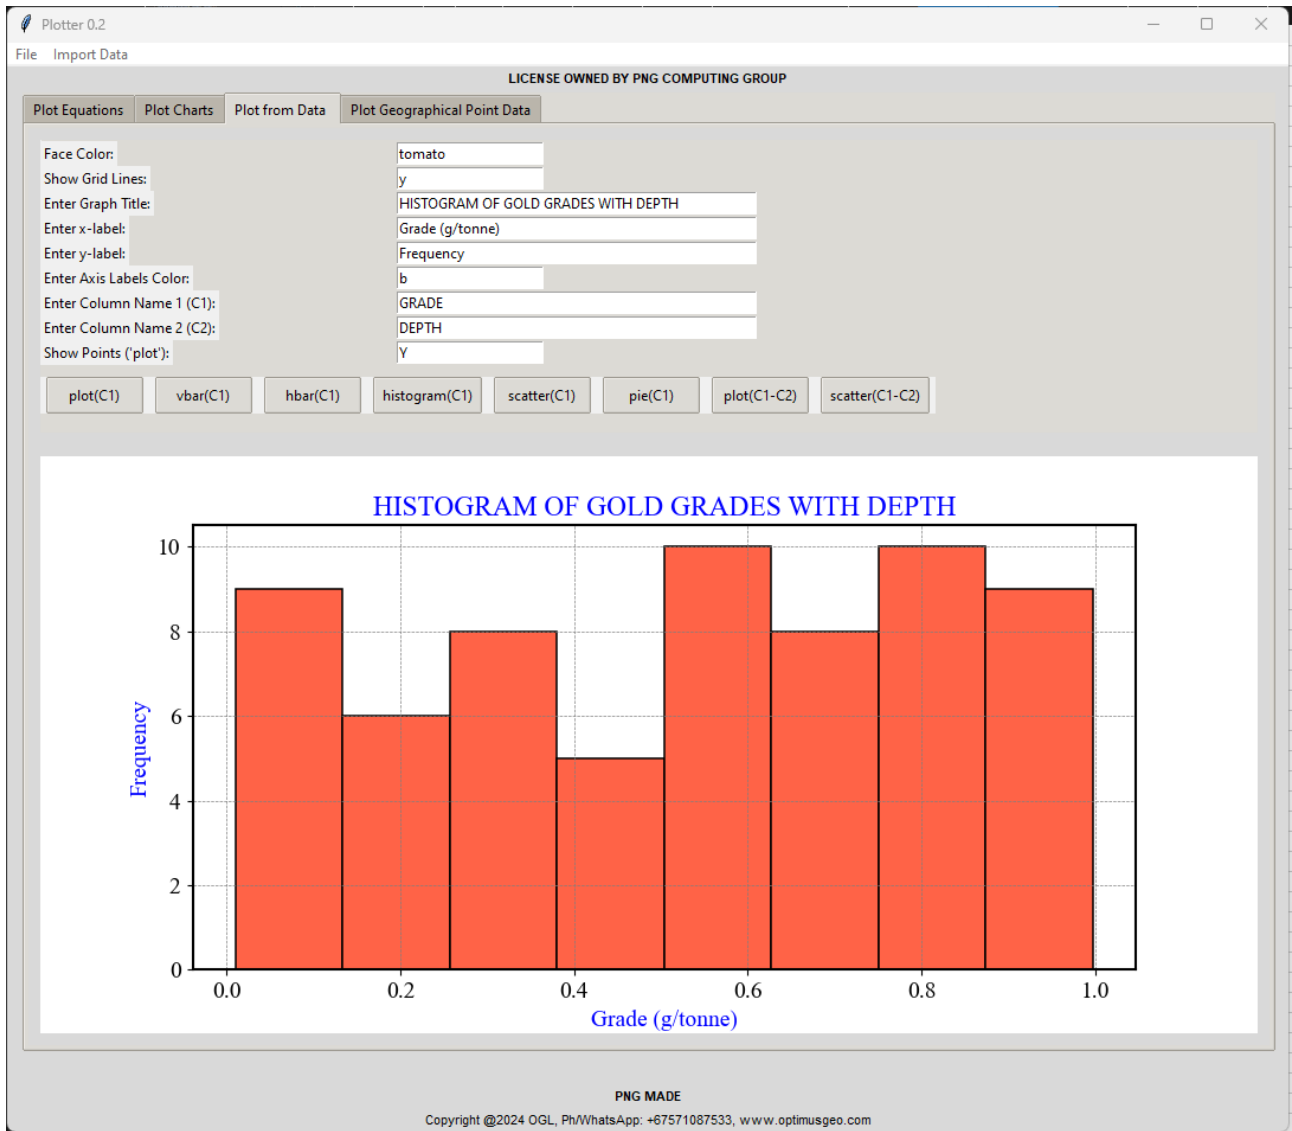 Plotter 0.2
File Import Data
LICENSE OWNED BY PNG COMPUTING GROUP
Plot Equations Plot Charts Plot from Data Plot Geographical Point Data
Face Color: tomato
Show Grid Lines: y
Enter Graph Title: HISTOGRAM OF GOLD GRADES WITH DEPTH
Enter x-label: Grade (g/tonne)
Enter y-label: Frequency
Enter Axis Labels Color: b
Enter Column Name 1 (C1): GRADE
Enter Column Name 2 (C2): DEPTH
Show Points ('plot'): Y
plot(C1) vbar(C1) hbar(C1) histogram(C1) scatter(C1) pie(C1) plot(C1-C2) scatter(C1-C2)
HISTOGRAM OF GOLD GRADES WITH DEPTH
10
8
6
4
2
0
Frequency
0.0 0.2 0.4 0.6 0.8 1.0
Grade (g/tonne)
PNG MADE
Copyright @2024 OGL, Ph/WhatsApp: +67571087533, www.optimusgeo.com